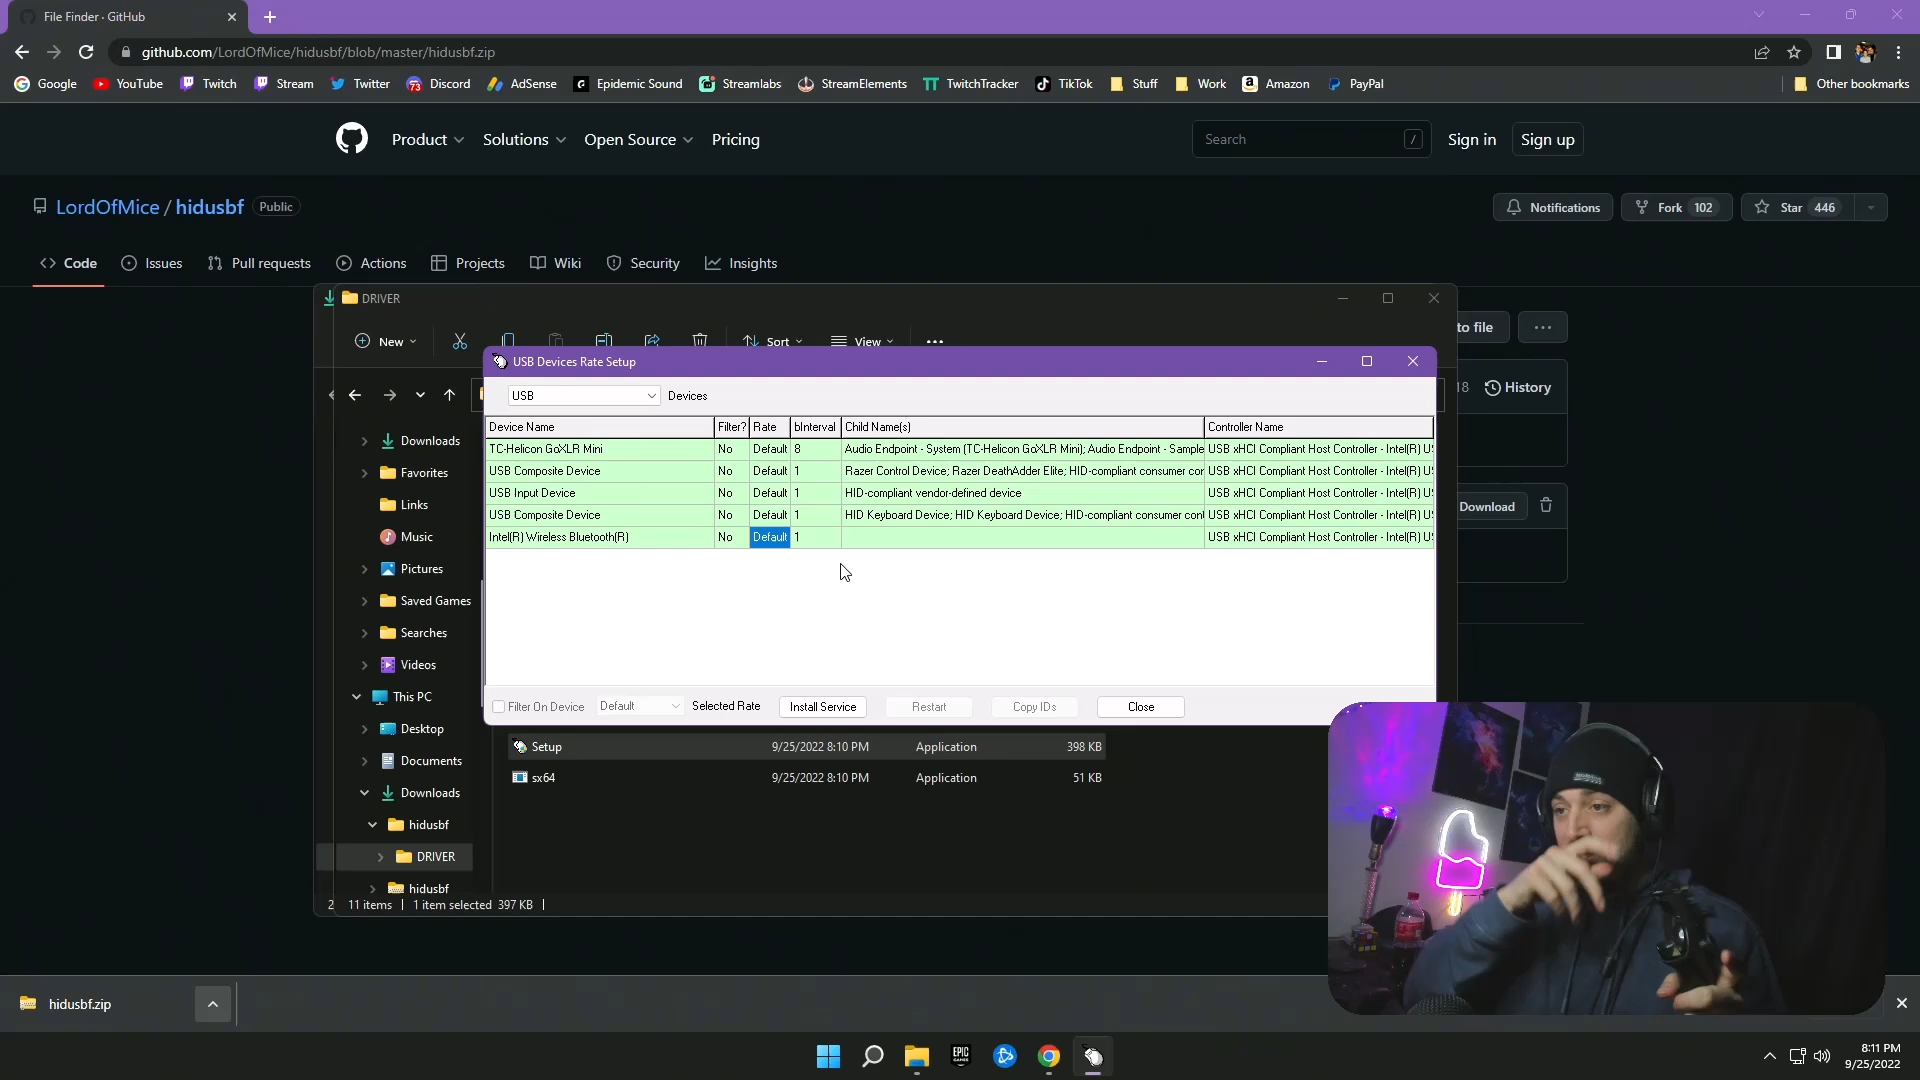 File Finder · GitHub
github.com/LordOfMice/hidusbf/blob/master/hidusbf.zip
Google YouTube Twitch Stream Twitter 73 Discord AdSense Epidemic Sound Streamlabs StreamElements TT TwitchTracker TikTok Stuff Work Amazon PayPal Other bookmarks
Product Solutions Open Source Pricing Search / Sign in Sign up
LordOfMice / hidusbf Public Notifications Fork 102 Star 446
Code Issues Pull requests Actions Projects Wiki Security Insights
DRIVER
to file
New Sort View
USB Devices Rate Setup
18 History
USB Devices
Device Name Filter? Rate bInterval Child Name(s) Controller Name
TC-Helicon GoXLR Mini No Default 8 Audio Endpoint - System (TC-Helicon GoXLR Mini); Audio Endpoint - Sample USB xHCI Compliant Host Controller - Intel(R) U
USB Composite Device No Default 1 Razer Control Device; Razer DeathAdder Elite; HID-compliant consumer cor USB xHCI Compliant Host Controller - Intel(R) U
USB Input Device No Default 1 HID-compliant vendor-defined device USB xHCI Compliant Host Controller - Intel(R) U
USB Composite Device No Default 1 HID Keyboard Device; HID Keyboard Device; HID-compliant consumer con USB xHCI Compliant Host Controller - Intel(R) U
Intel(R) Wireless Bluetooth(R) No Default 1 USB xHCI Compliant Host Controller - Intel(R) U
Download
Downloads
Favorites
Links
Music
Pictures
Saved Games
Searches
Videos
This PC
Desktop
Documents
Downloads
hidusbf
DRIVER
hidusbf
Filter On Device Default Selected Rate Install Service Restart Copy IDs Close
Setup 9/25/2022 8:10 PM Application 398 KB
sx64 9/25/2022 8:10 PM Application 51 KB
2 11 items 1 item selected 397 KB
hidusbf.zip
EPIC GAMES
8:11 PM
9/25/2022